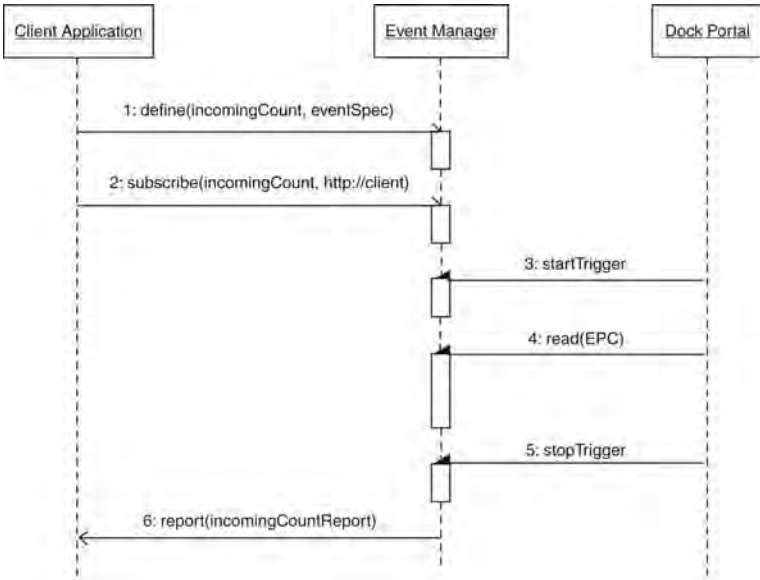 Client Application
Event Manager
Dock Portal
1: define(incomingCount, eventSpec)
2: subscribe(incomingCount, http://client)
3: startTrigger
4: read(EPC)
5: stopTrigger
6: report(incomingCountReport)